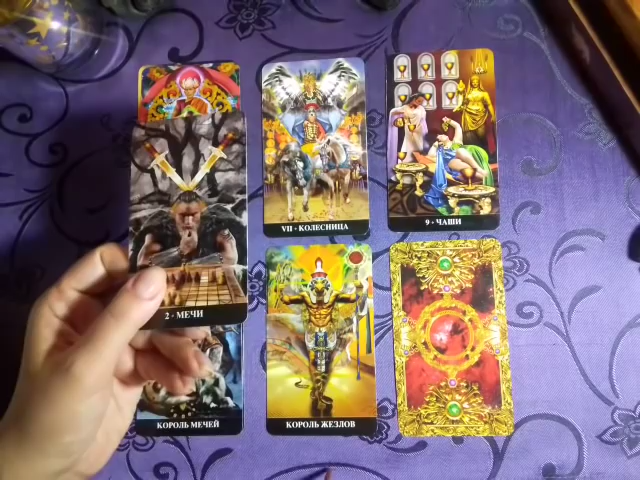 VII - КОЛЕСНИЦА
9 - ЧАШИ
2 - МЕЧИ
КОРОЛЬ МЕЧЕЙ
КОРОЛЬ ЖЕЗЛОВ